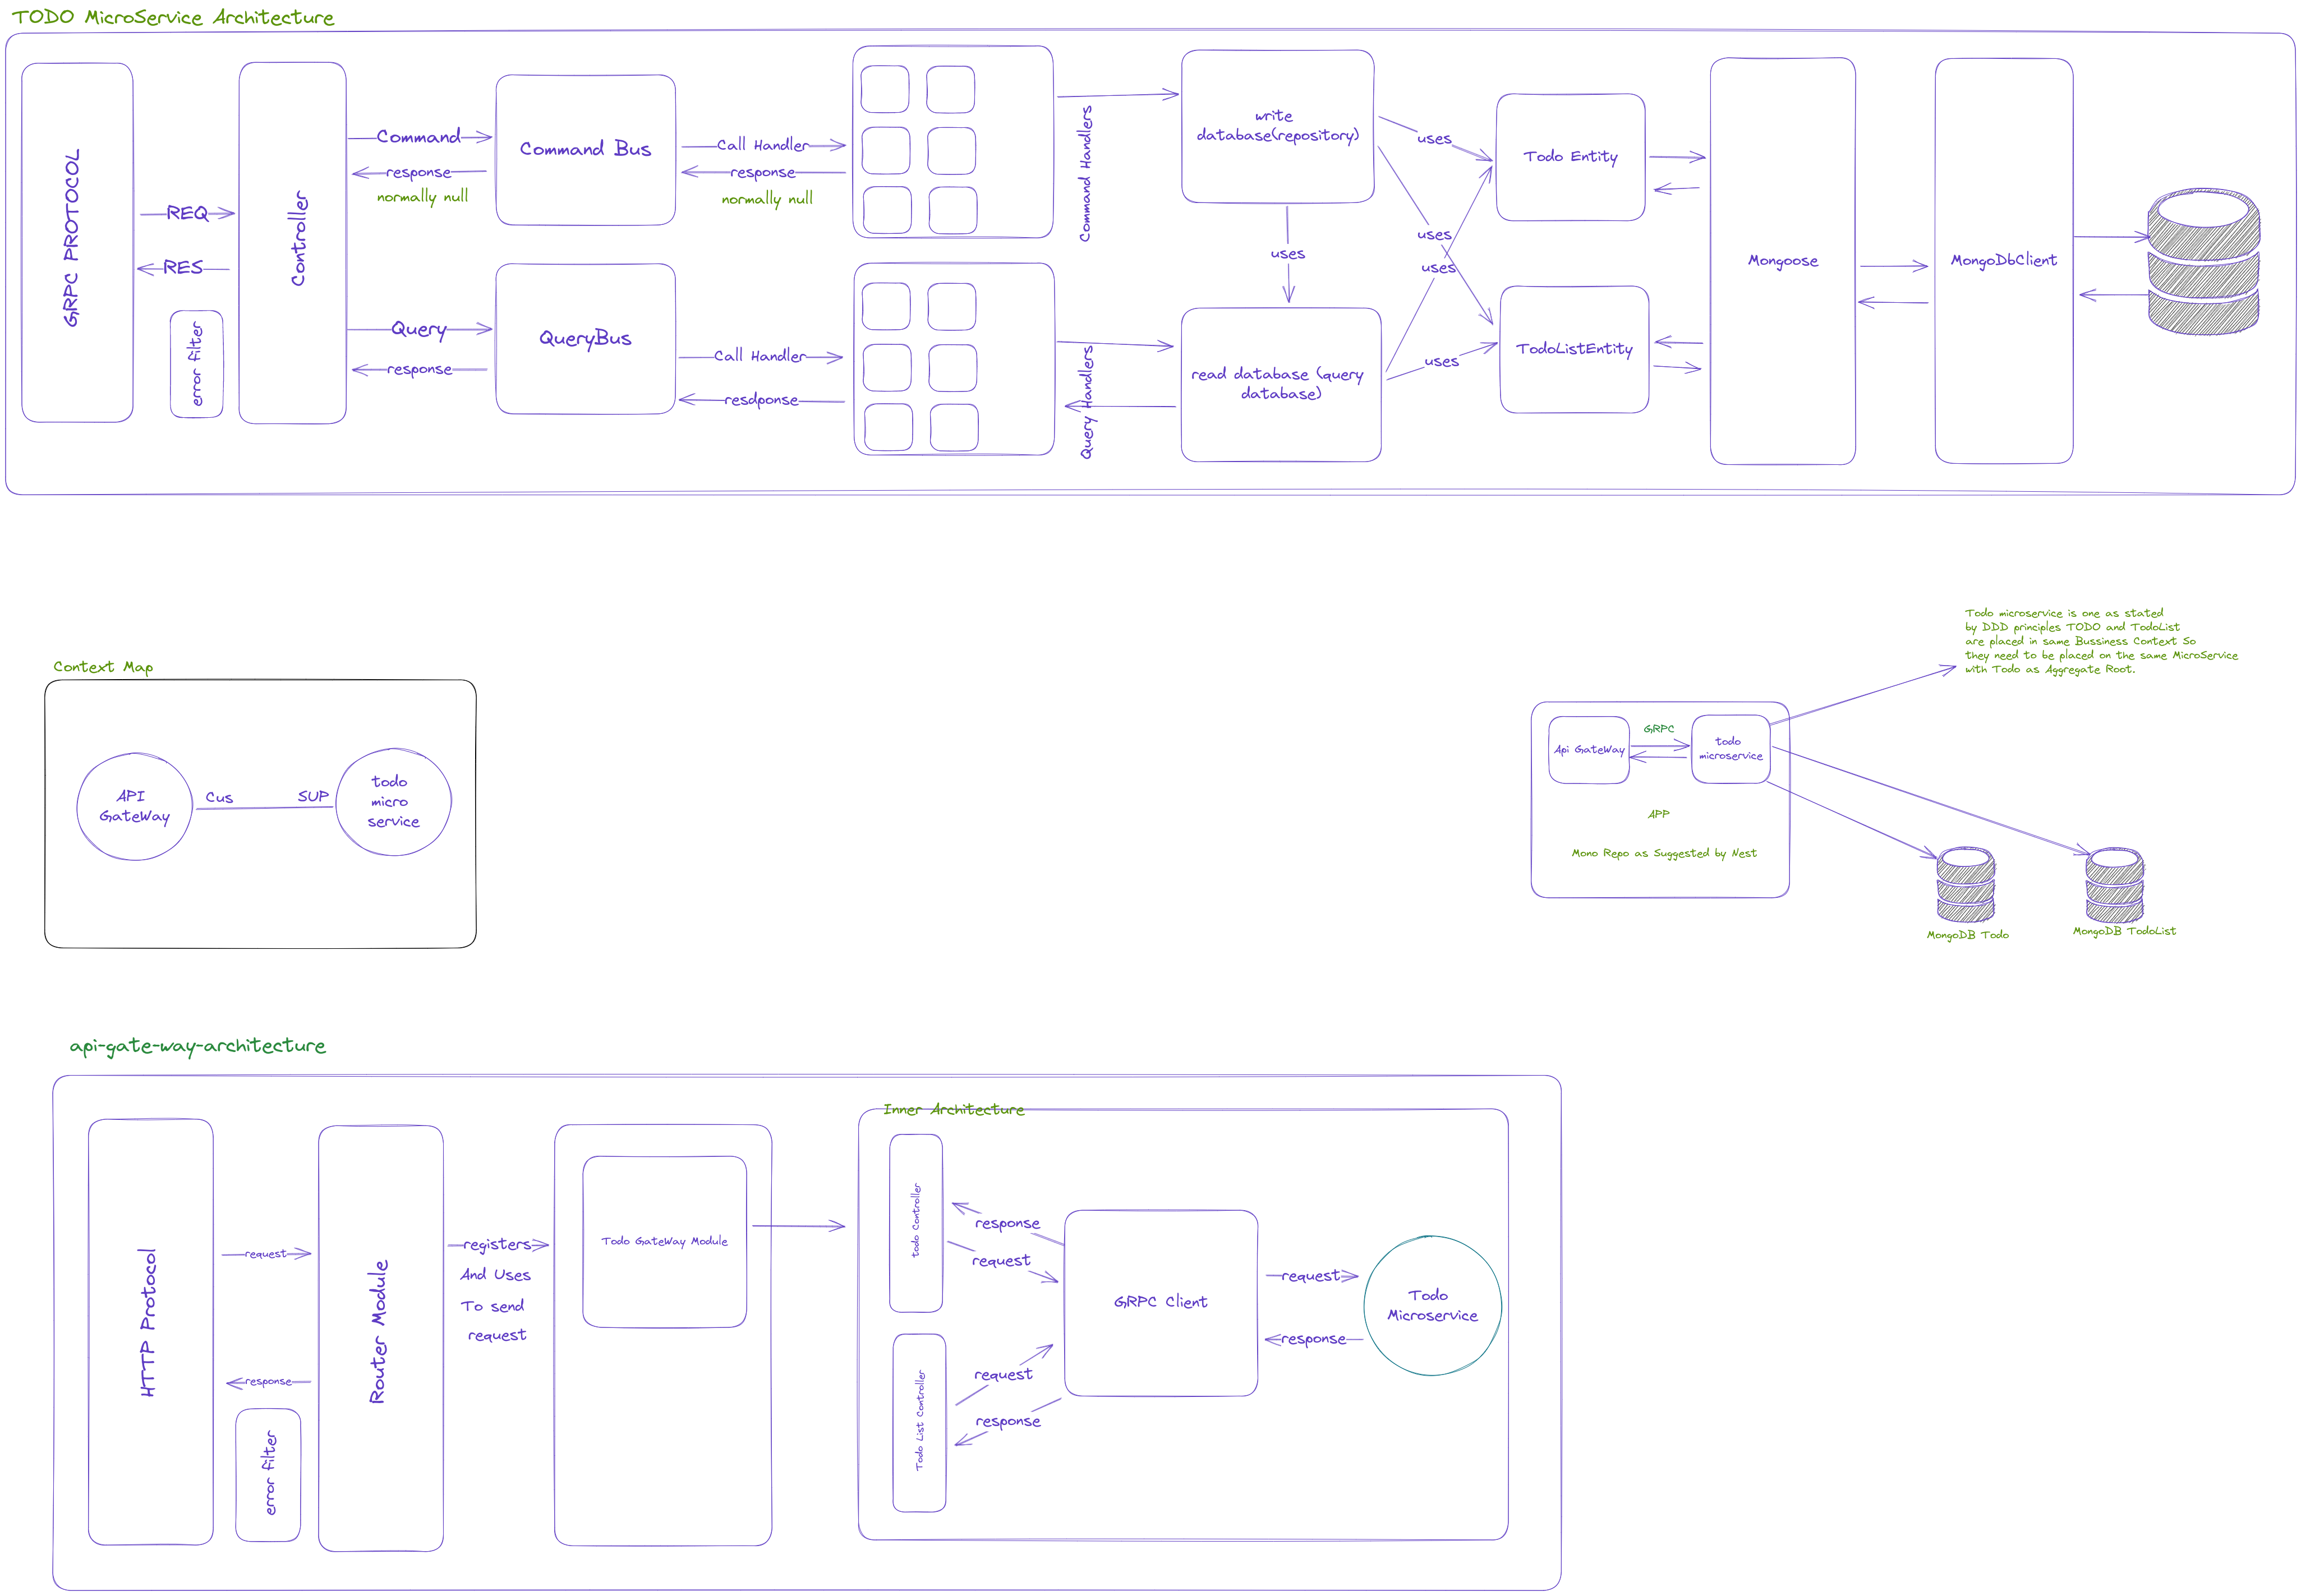 TODO MicroService Architecture
GRPC PROTOCOL
REQ
RES
error filter
Controller
Command
response
normally null
Query
response
Command Bus
QueryBus
Call Handler
response
normally null
Call Handler
resdponse
Command Handlers
Query Handlers
write
database(repository)
uses
read database (query
database)
uses
uses
uses
uses
Todo Entity
TodoListEntity
Mongoose
MongoDbClient
Context Map
API
GateWay
Cus
SUP
todo
micro
service
Todo microservice is one as stated
by DDD principles TODO and TodoList
are placed in same Bussiness Context So
they need to be placed on the same MicroService
with Todo as Aggregate Root.
Api GateWay
GRPC
todo
microservice
APP
Mono Repo as Suggested by Nest
MongoDB Todo
MongoDB TodoList
api-gate-way-architecture
HTTP Protocol
request
response
error filter
Router Module
registers
And Uses
To send
request
Todo GateWay Module
Inner Architecture
todo Controller
Todo List Controller
response
request
request
response
GRPC Client
request
response
Todo
Microservice